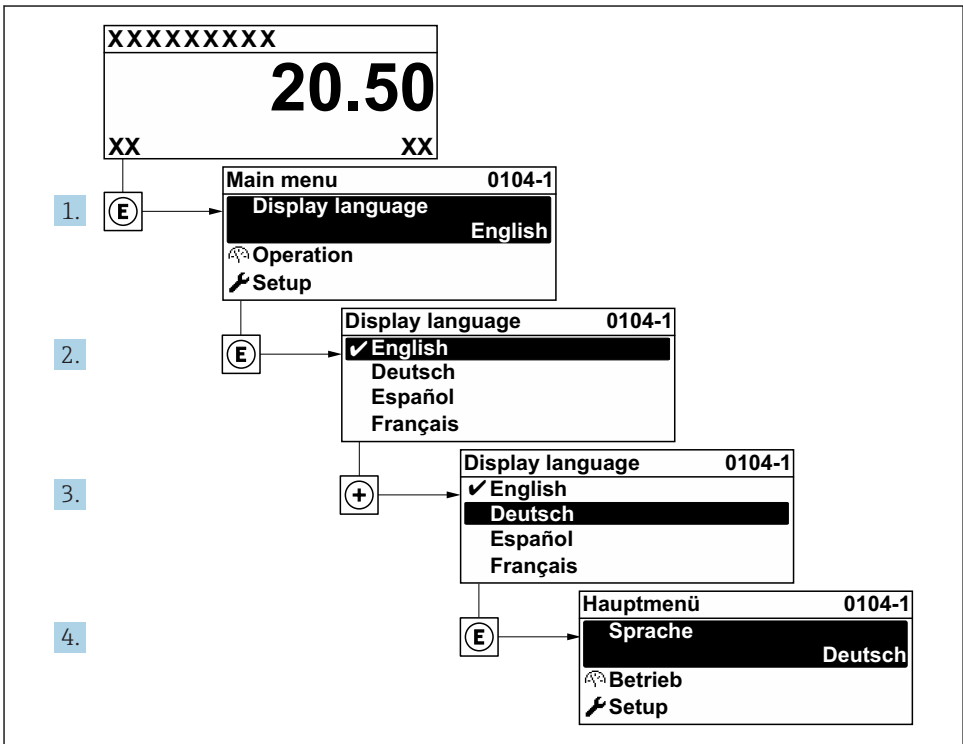 XXXXXXXXX
20.50
XX XX
1. E
Main menu 0104-1
Display language
English
Operation
Setup
2. E
Display language 0104-1
✔ English
Deutsch
Español
Français
3. +
Display language 0104-1
✔ English
Deutsch
Español
Français
4. E
Hauptmenü 0104-1
Sprache
Deutsch
Betrieb
Setup